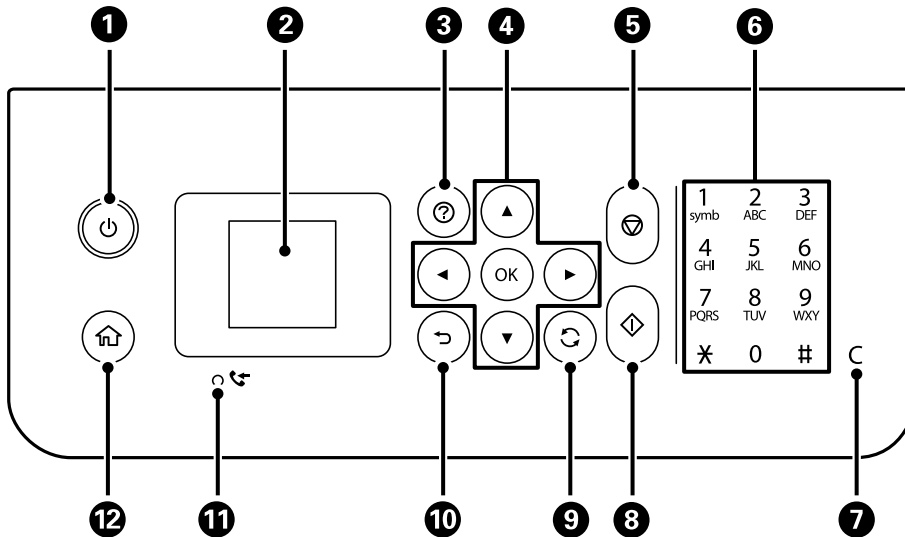 1 2 3 4 5 6
1 2 3
symb ABC DEF
OK
4 5 6
GHI JKL MNO
7 8 9
PQRS TUV WXY
* 0 #
C
12 11 10 9 8 7